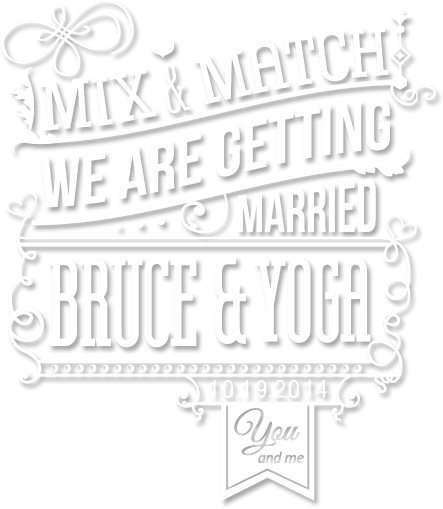 MIX & MATCH
WE ARE GETTING
... MARRIED
BRUCE & YOGA
10.19.2014
You
and me